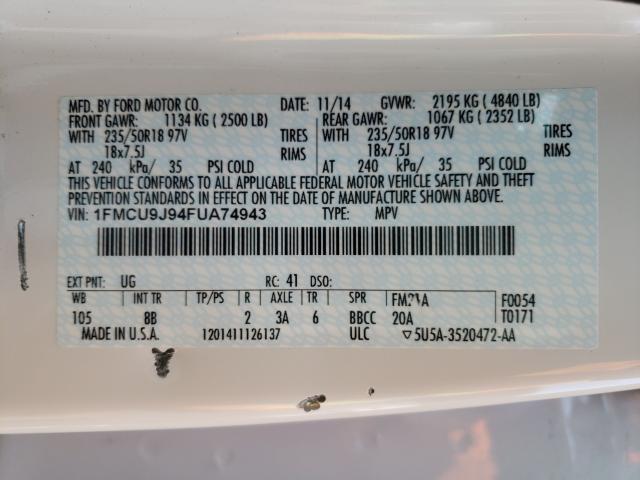 MFD. BY FORD MOTOR CO. DATE: 11/14 GVWR: 2195 KG ( 4840 LB)
FRONT GAWR: 1134 KG ( 2500 LB) REAR GAWR: 1067 KG ( 2352 LB)
WITH 235/50R18 97V TIRES WITH 235/50R18 97V TIRES
18x7.5J RIMS 18x7.5J RIMS
AT 240 kPa/ 35 PSI COLD AT 240 kPa/ 35 PSI COLD
THIS VEHICLE CONFORMS TO ALL APPLICABLE FEDERAL MOTOR VEHICLE SAFETY AND THEFT
PREVENTION STANDARDS IN EFFECT ON THE DATE OF MANUFACTURE SHOWN ABOVE.
VIN: 1FMCU9J94FUA74943 TYPE: MPV
EXT PNT: UG RC: 41 DSO:
WB INT TR TP/PS R AXLE TR SPR F0054
105 8B 2 3A 6 BBCC 20A T0171
MADE IN U.S.A. 1201411126137 ULC ▽5U5A-3520472-AA